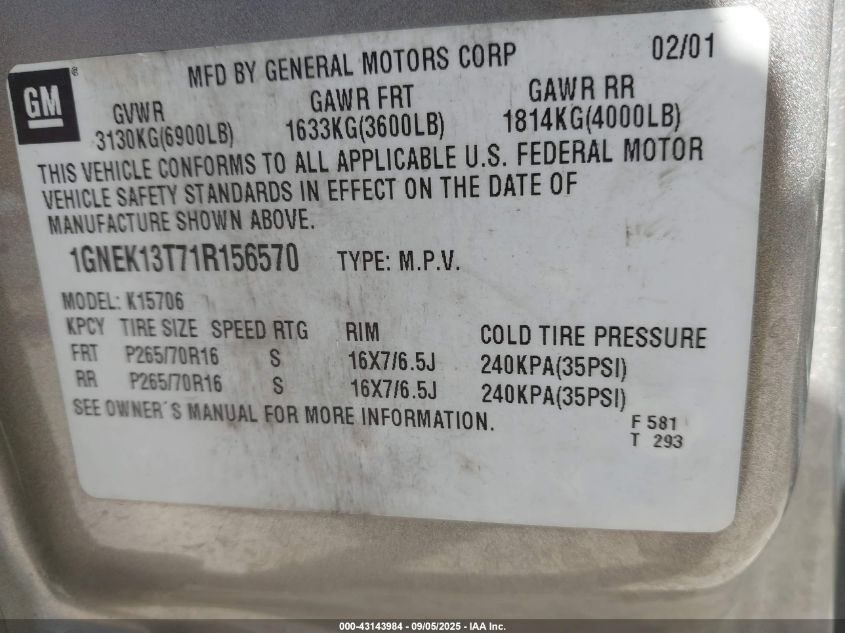 GM ®
MFD BY GENERAL MOTORS CORP 02/01
GVWR GAWR FRT GAWR RR
3130KG(6900LB) 1633KG(3600LB) 1814KG(4000LB)
THIS VEHICLE CONFORMS TO ALL APPLICABLE U.S. FEDERAL MOTOR
VEHICLE SAFETY STANDARDS IN EFFECT ON THE DATE OF
MANUFACTURE SHOWN ABOVE.
1GNEK13T71R156570 TYPE: M.P.V.
MODEL: K15706
KPCY TIRE SIZE SPEED RTG RIM COLD TIRE PRESSURE
FRT P265/70R16 S 16X7/6.5J 240KPA(35PSI)
RR P265/70R16 S 16X7/6.5J 240KPA(35PSI)
SEE OWNER´S MANUAL FOR MORE INFORMATION.
F 581
T 293
000-43143984 - 09/05/2025 - IAA Inc.